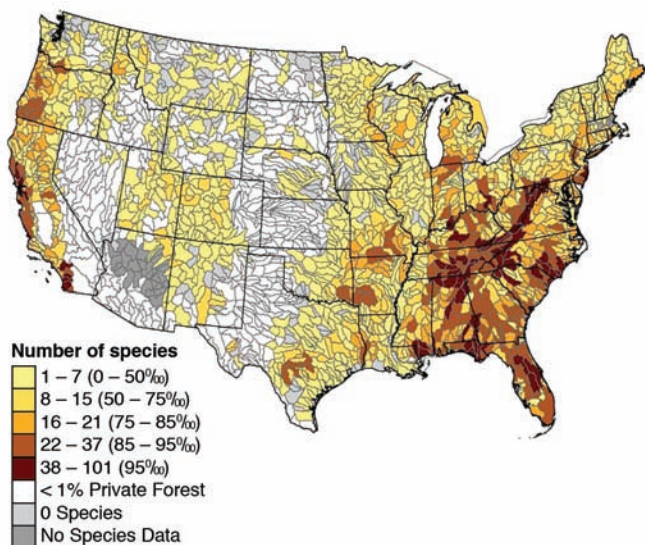 Number of species
1 – 7 (0 – 50‰)
8 – 15 (50 – 75‰)
16 – 21 (75 – 85‰)
22 – 37 (85 – 95‰)
38 – 101 (95‰)
< 1% Private Forest
0 Species
No Species Data